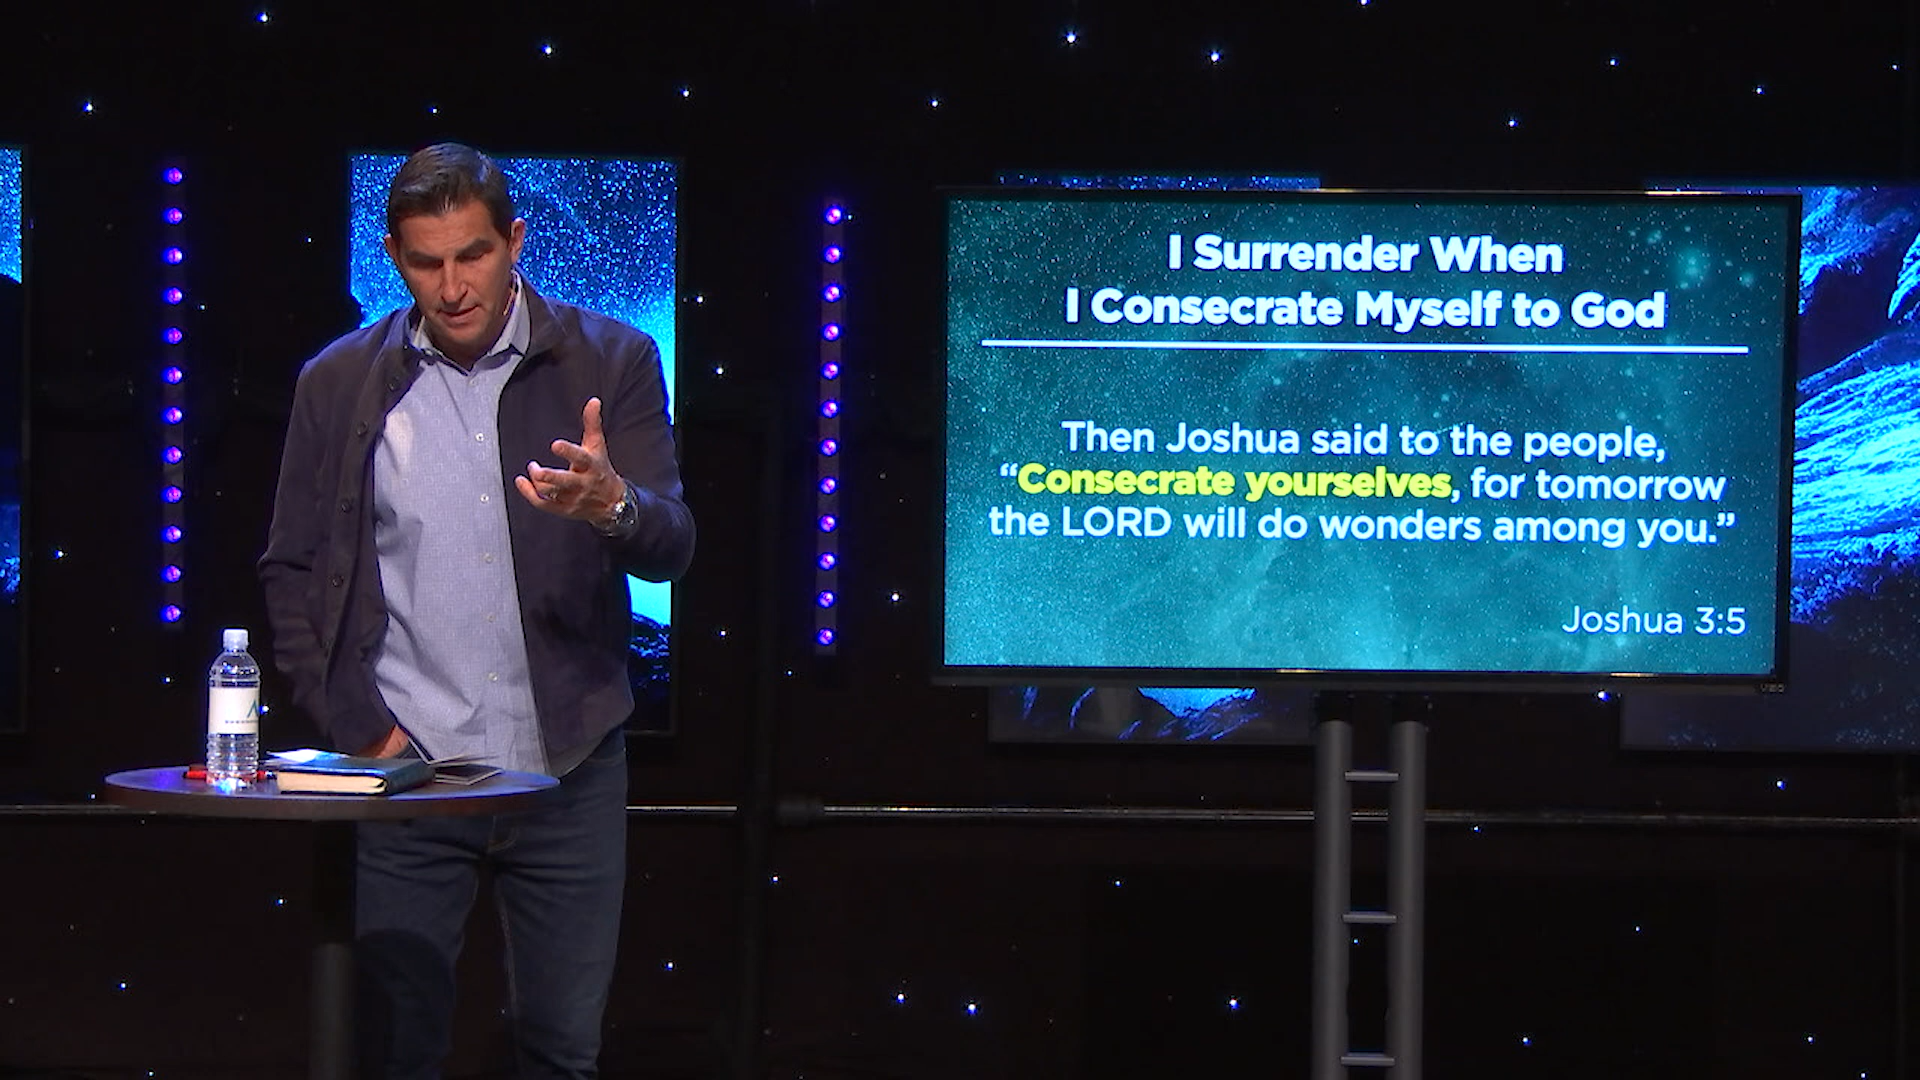 I Surrender When
I Consecrate Myself to God
Then Joshua said to the people,
“Consecrate yourselves, for tomorrow
the LORD will do wonders among you.”
Joshua 3:5